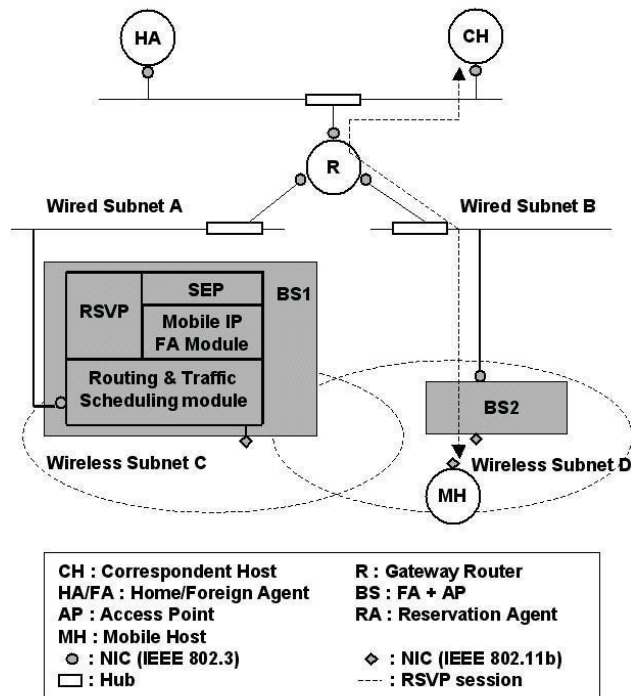 HA
CH
R
Wired Subnet A
Wired Subnet B
BS1
RSVP
SEP
Mobile IP
FA Module
Routing & Traffic
Scheduling module
BS2
Wireless Subnet C
Wireless Subnet D
MH
CH : Correspondent Host
R : Gateway Router
HA/FA : Home/Foreign Agent
BS : FA + AP
AP : Access Point
RA : Reservation Agent
MH : Mobile Host
: NIC (IEEE 802.3)
: NIC (IEEE 802.11b)
: Hub
: RSVP session